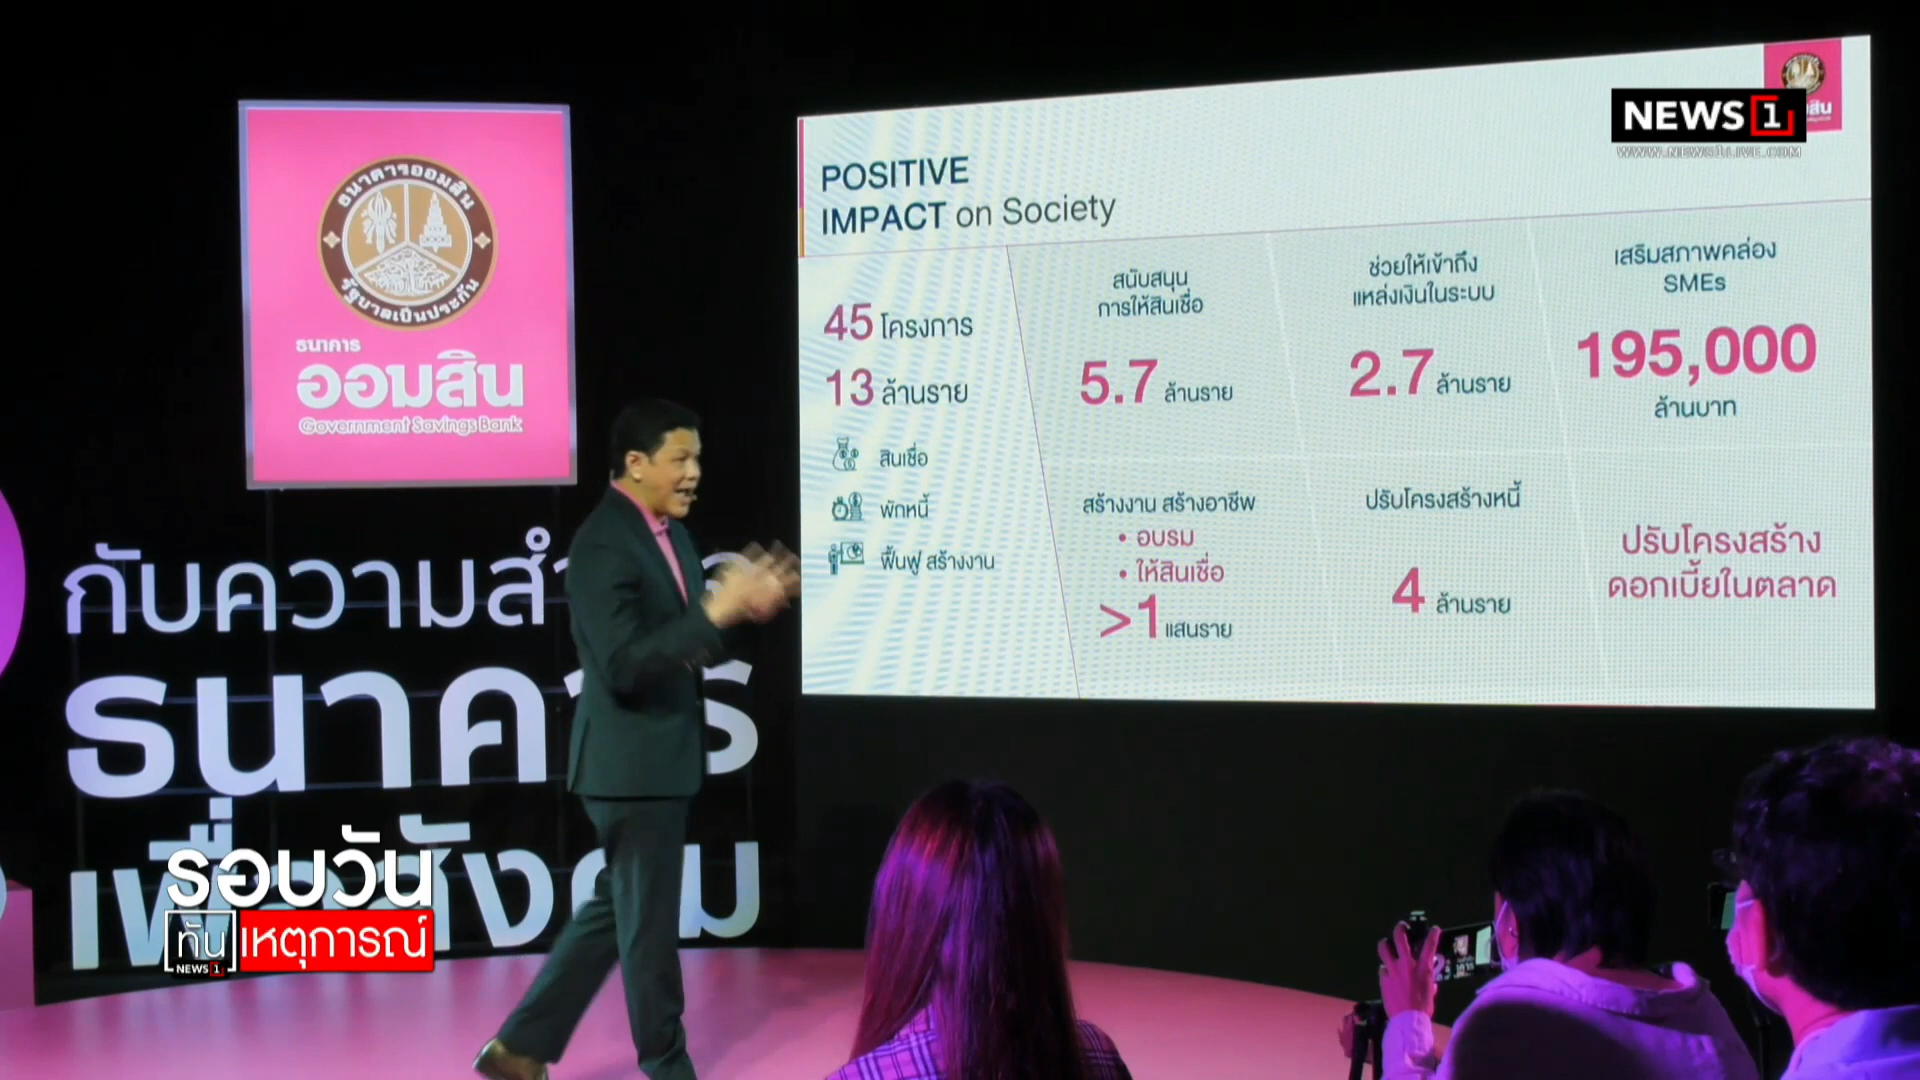 ธนาคารออมสิน
รัฐบาลเป็นประกัน
ธนาคาร
ออมสิน
Government Savings Bank
ธนาคาร
NEWS 1
WWW.NEWS1LIVE.COM
POSITIVE
IMPACT on Society
45 โครงการ
13 ล้านราย
สินเชื่อ
พักหนี้
ฟื้นฟู สร้างงาน
สนับสนุน
การให้สินเชื่อ
5.7 ล้านราย
ช่วยให้เข้าถึง
แหล่งเงินในระบบ
2.7 ล้านราย
เสริมสภาพคล่อง
SMEs
195,000
ล้านบาท
สร้างงาน สร้างอาชีพ
• อบรม
• ให้สินเชื่อ
>1 แสนราย
ปรับโครงสร้างหนี้
4 ล้านราย
ปรับโครงสร้าง
ดอกเบี้ยในตลาด
รอบวัน
ทันเหตุการณ์
NEWS 1